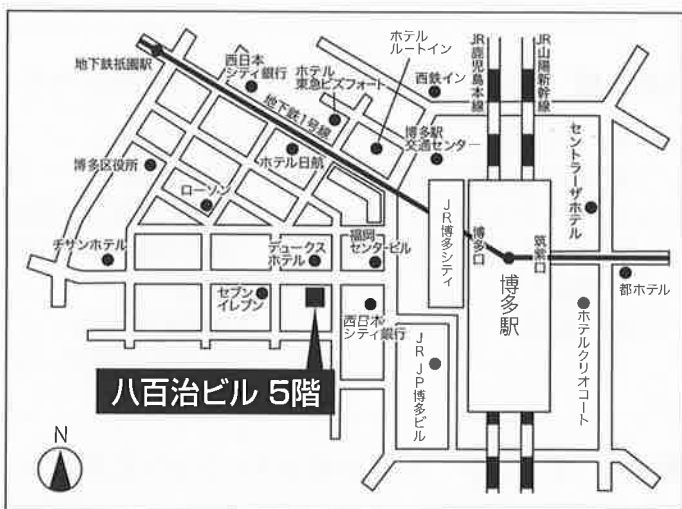 地下鉄祇園駅
西日本
シティ銀行
ホテル
東急ビズフォート
ホテル
ルートイン
西鉄イン
JR鹿児島本線
JR山陽新幹線
地下鉄1号線
博多駅
交通センター
ホテル日航
博多区役所
ローソン
セントラーザホテル
JR博多シティ
博多口
筑紫口
博多駅
チサンホテル
デュークス
ホテル
福岡
センタービル
都ホテル
セブン
イレブン
西日本
シティ銀行
ホテルクリオコート
JR JP博多ビル
八百治ビル 5階
N